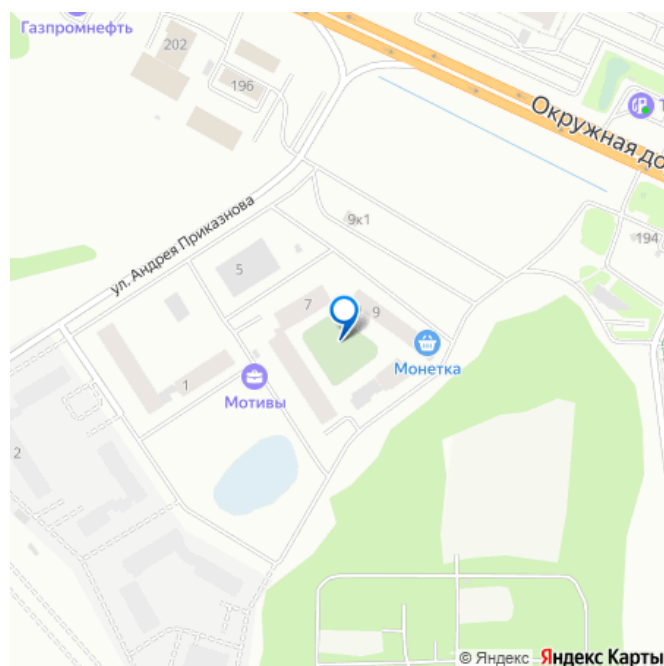 Газпромнефть
202
196
Окружная до
Т
ул. Андрея Приказнова
9к1
194
5
7
9
Монетка
1
Мотивы
2
© Яндекс Яндекс Карты